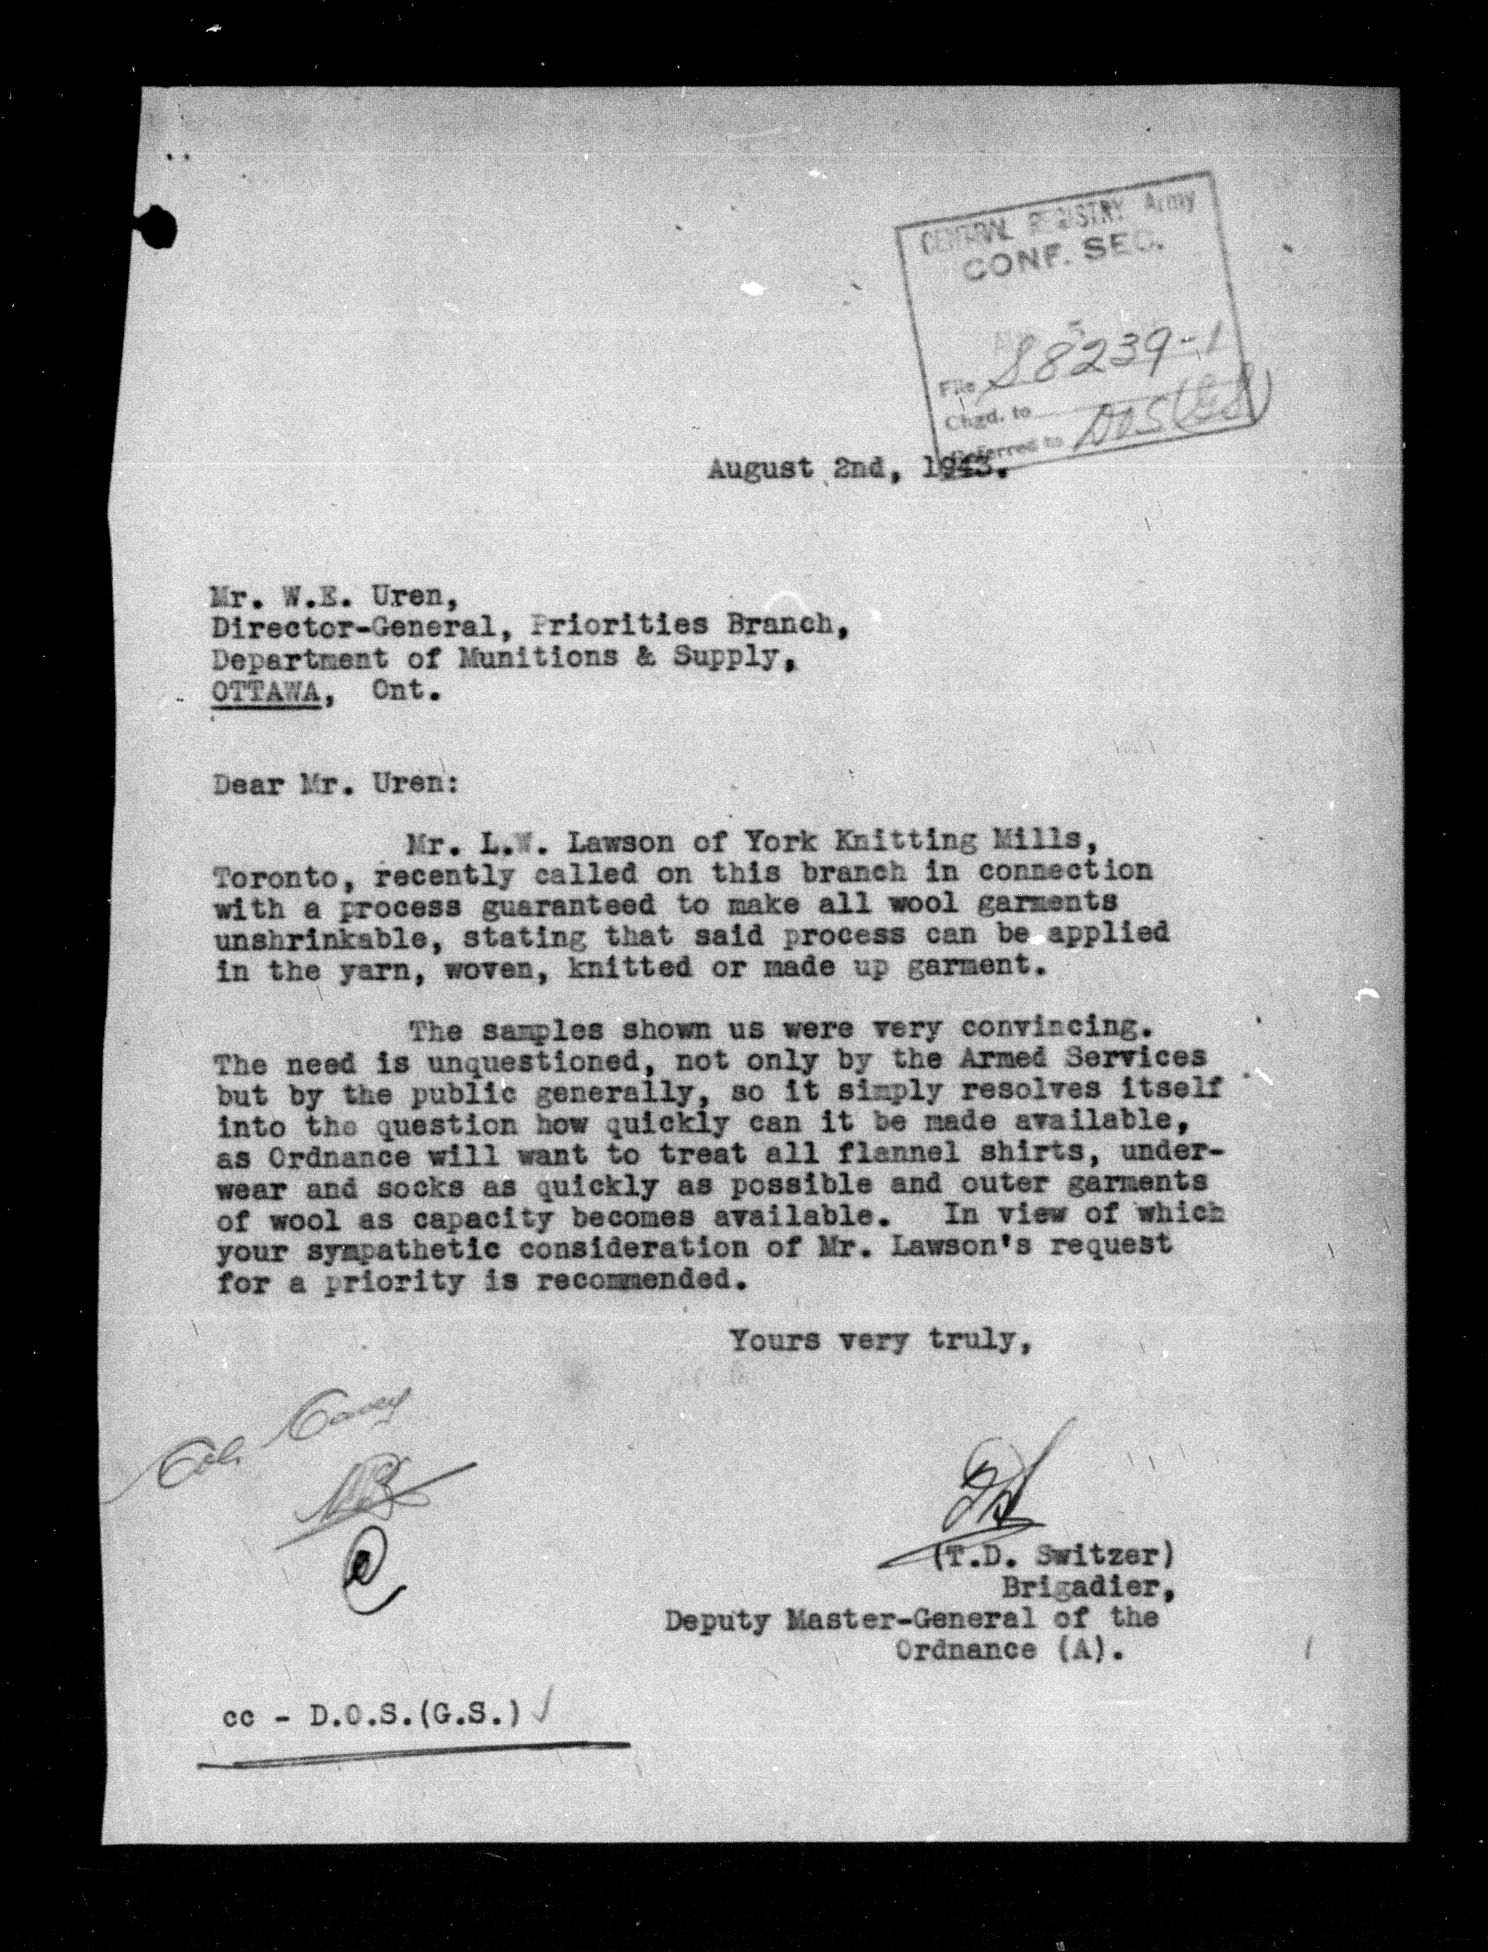 CENTRAL REGISTRY Army
CONF. SEC.
File S8239-1
Chgd. to
Referred to DOS(GS)
August 2nd, 1943.
Mr. W.E. Uren,
Director-General, Priorities Branch,
Department of Munitions & Supply,
OTTAWA, Ont.
Dear Mr. Uren:
Mr. L.W. Lawson of York Knitting Mills,
Toronto, recently called on this branch in connection
with a process guaranteed to make all wool garments
unshrinkable, stating that said process can be applied
in the yarn, woven, knitted or made up garment.
The samples shown us were very convincing.
The need is unquestioned, not only by the Armed Services
but by the public generally, so it simply resolves itself
into the question how quickly can it be made available,
as Ordnance will want to treat all flannel shirts, under-
wear and socks as quickly as possible and outer garments
of wool as capacity becomes available. In view of which
your sympathetic consideration of Mr. Lawson's request
for a priority is recommended.
Yours very truly,
Col.
(T.D. Switzer)
Brigadier,
Deputy Master-General of the
Ordnance (A).
cc - D.O.S.(G.S.) ✓